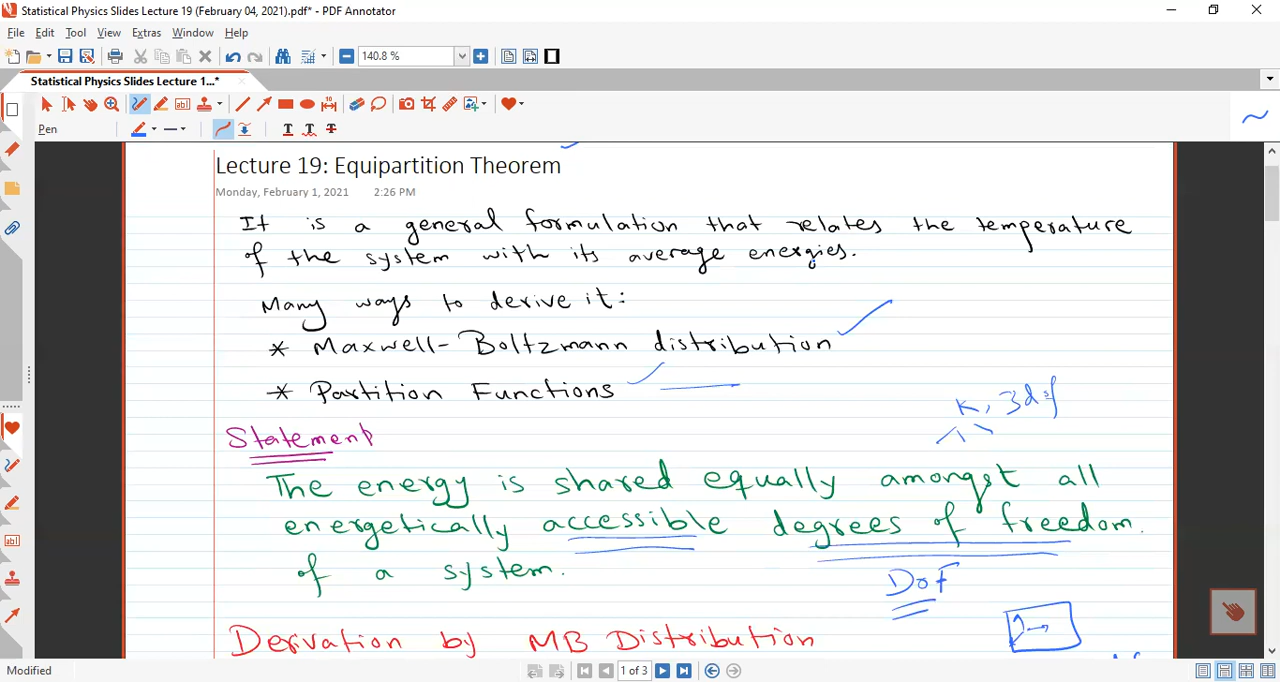 Statistical Physics Slides Lecture 19 (February 04, 2021).pdf* - PDF Annotator
File Edit Tool View Extras Window Help
140.8 %
Statistical Physics Slides Lecture 1...*
Pen
Lecture 19: Equipartition Theorem
Monday, February 1, 2021 2:26 PM
It is a general formulation that relates the temperature
of the system with its average energies.
Many ways to derive it:
* Maxwell-Boltzmann distribution
* Partition Functions
K, 3dof
Statement
The energy is shared equally amongst all
energetically accessible degrees of freedom.
of a system.
DoF
Derivation by MB Distribution
Modified
1 of 3